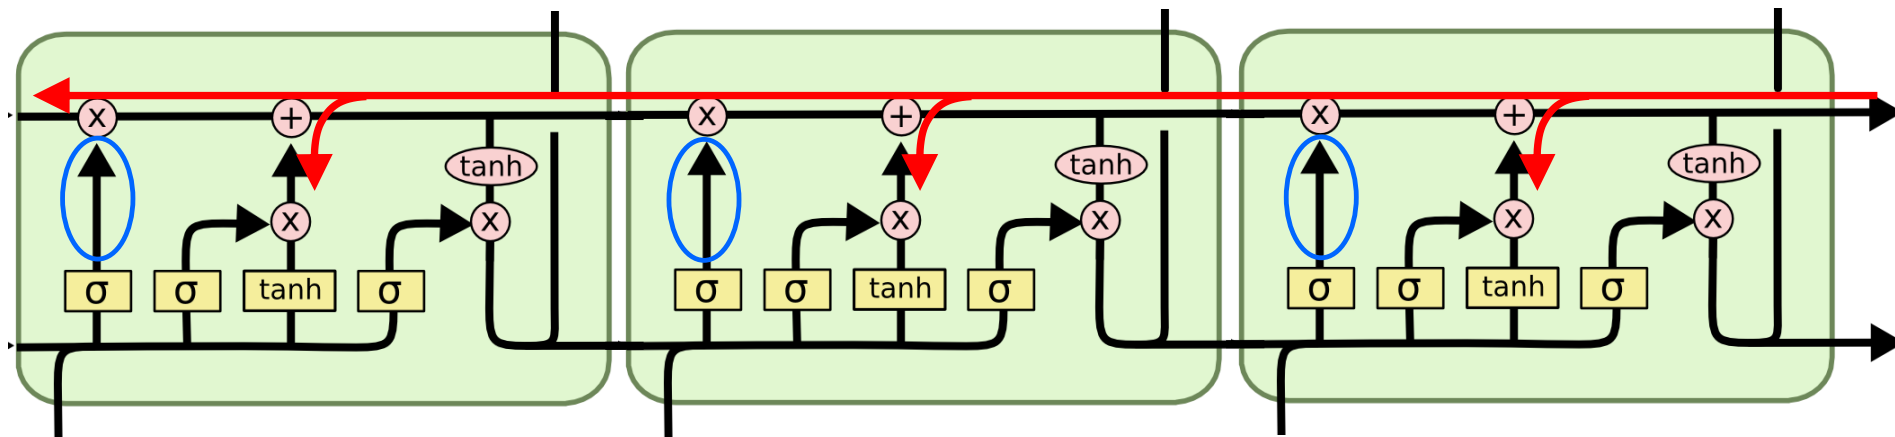 x + x + x +
tanh tanh tanh
x x x x x x
σ σ tanh σ σ σ tanh σ σ σ tanh σ